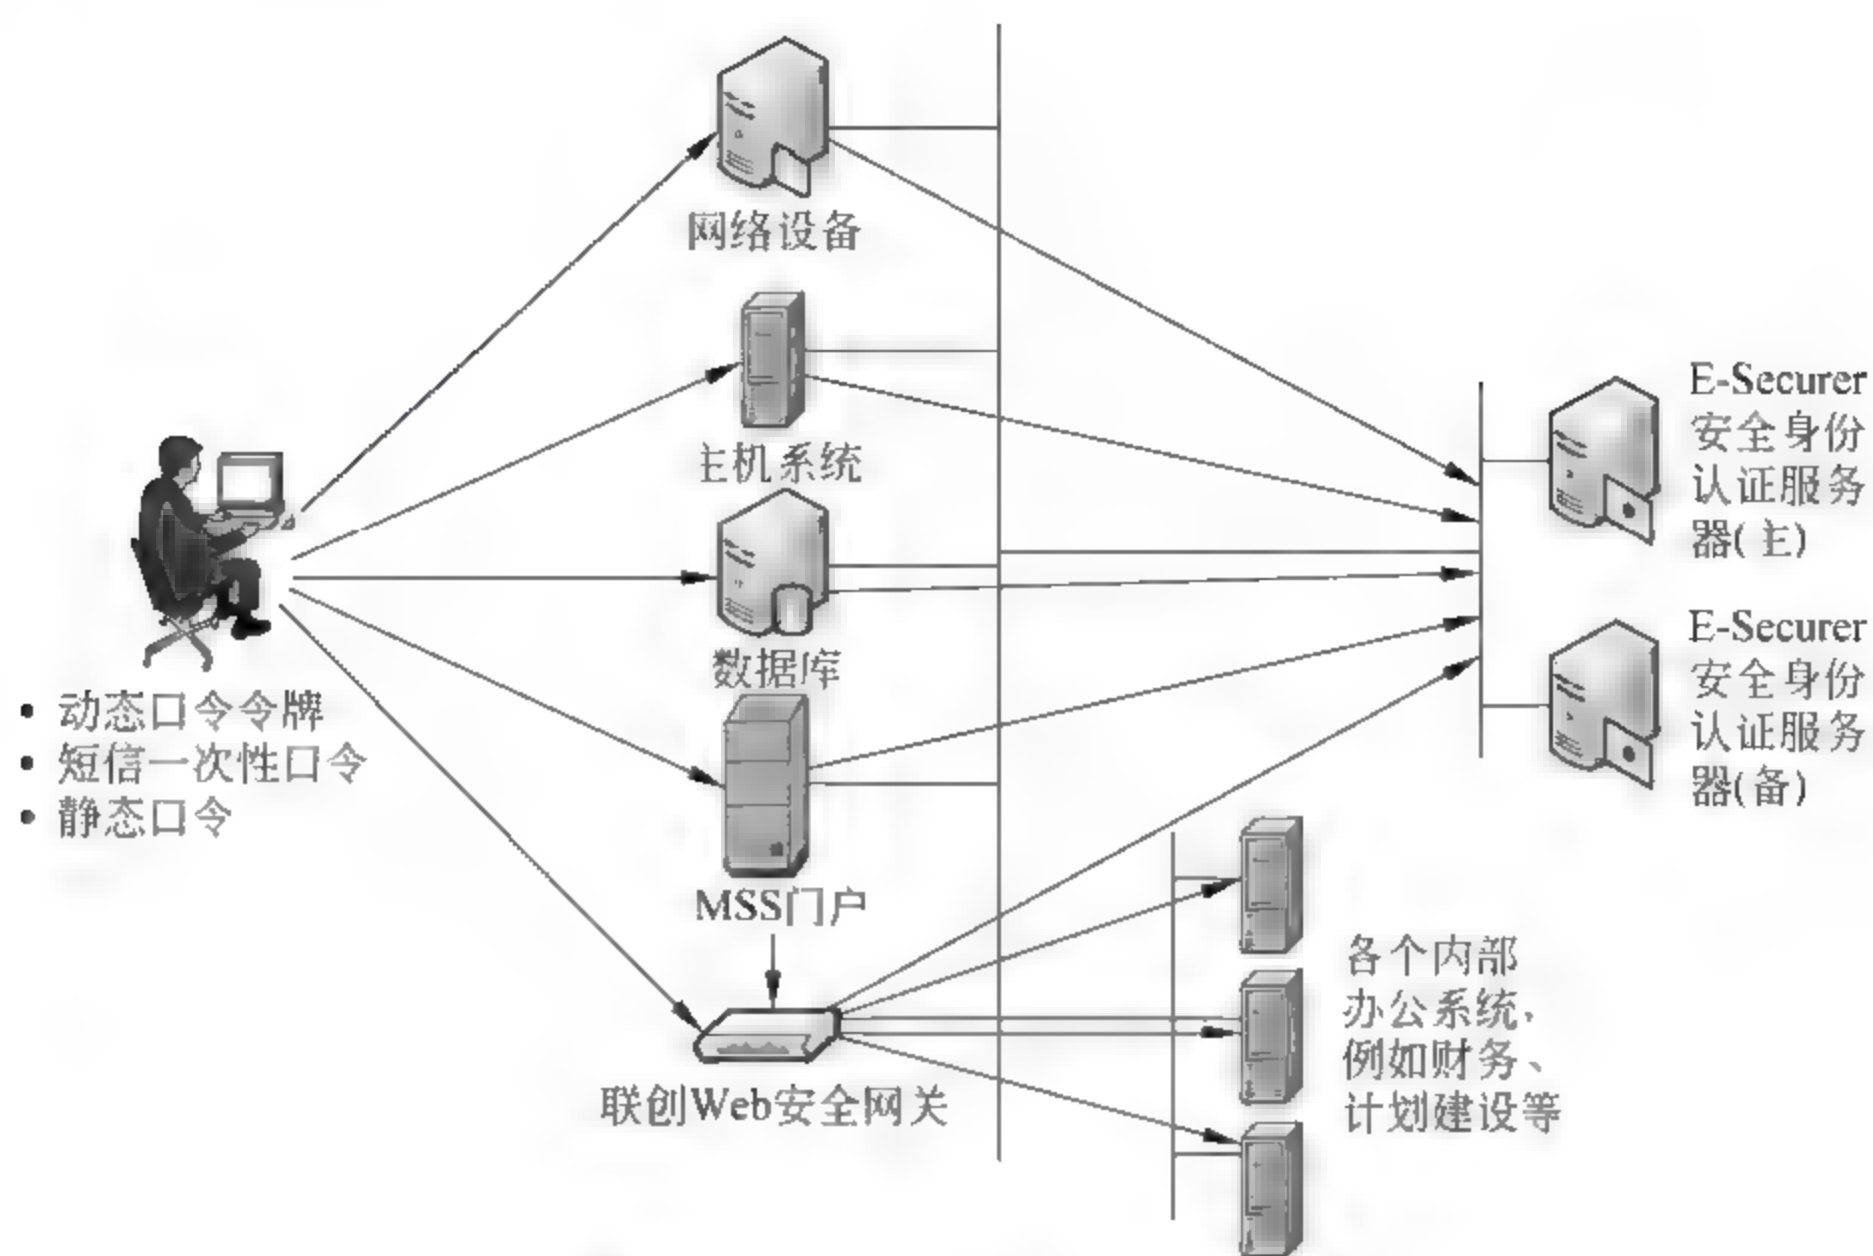 网络设备
主机系统
数据库
MSS门户
联创Web安全网关
• 动态口令令牌
• 短信一次性口令
• 静态口令
E-Securer
安全身份
认证服务
器(主)
E-Securer
安全身份
认证服务
器(备)
各个内部
办公系统,
例如财务、
计划建设等